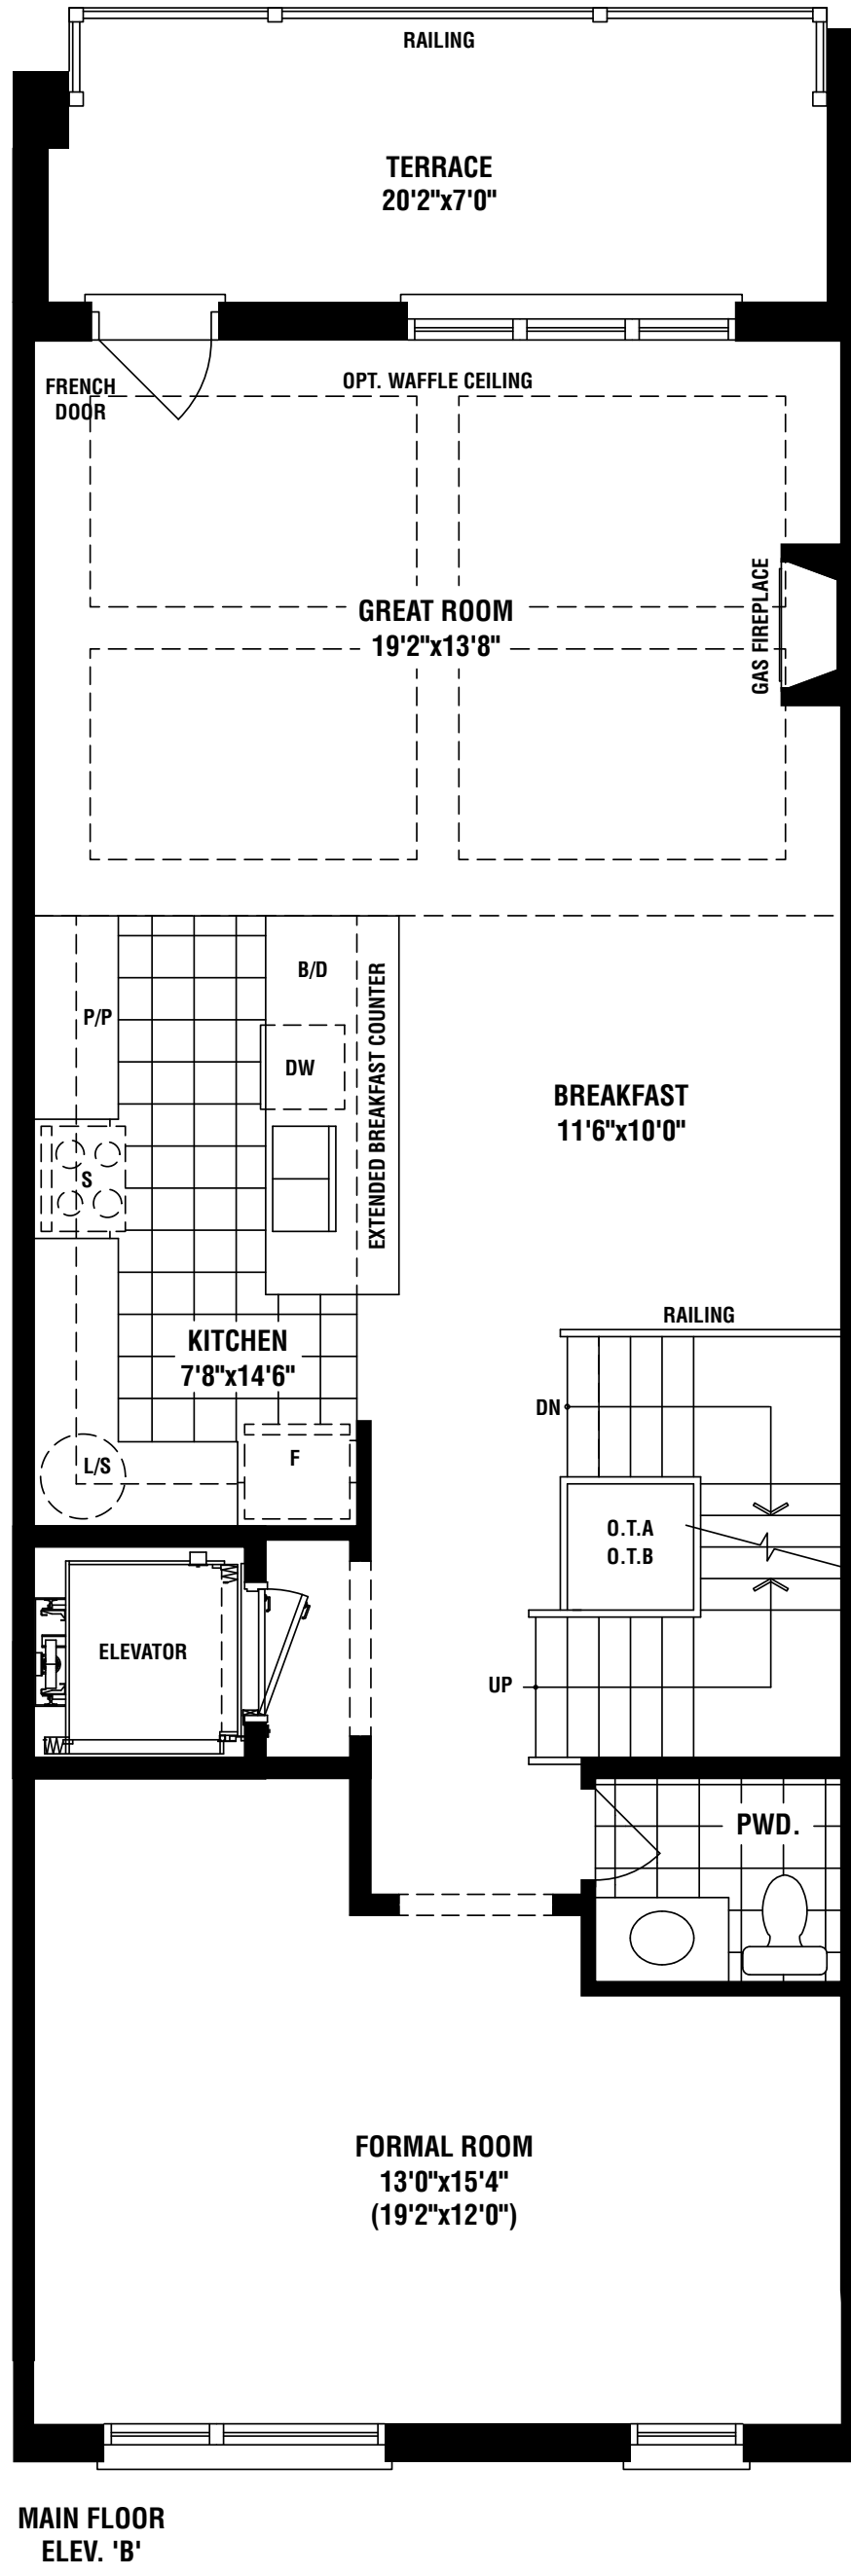 RAILING
TERRACE
20'2"x7'0"
FRENCH
DOOR
OPT. WAFFLE CEILING
GREAT ROOM
19'2"x13'8"
GAS FIREPLACE
B/D
P/P
DW
EXTENDED BREAKFAST COUNTER
BREAKFAST
11'6"x10'0"
S
RAILING
KITCHEN
7'8"x14'6"
DN
L/S
F
O.T.A
O.T.B
ELEVATOR
UP
PWD.
FORMAL ROOM
13'0"x15'4"
(19'2"x12'0")
MAIN FLOOR
ELEV. 'B'